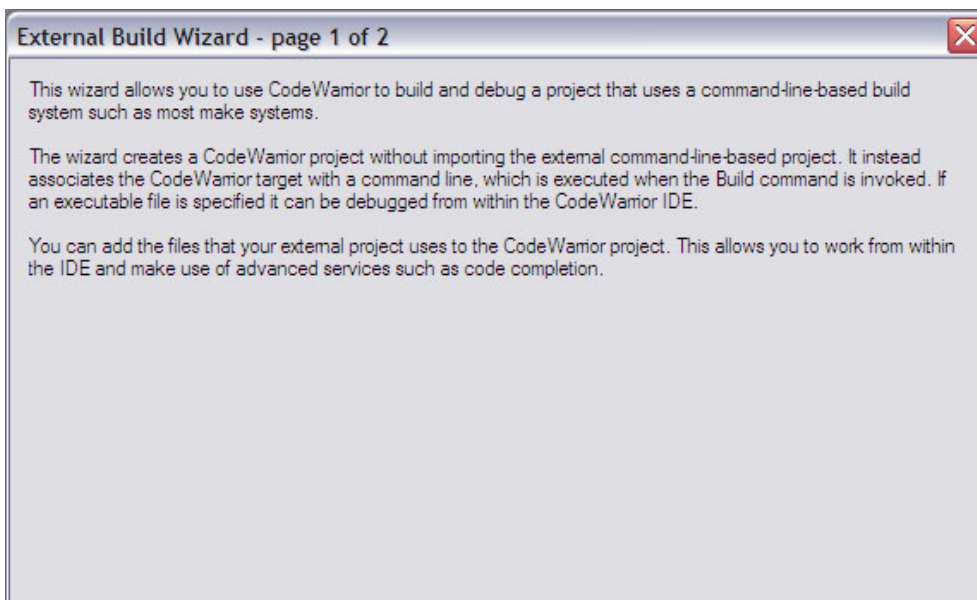 External Build Wizard - page 1 of 2
This wizard allows you to use CodeWarrior to build and debug a project that uses a command-line-based build
system such as most make systems.
The wizard creates a CodeWarrior project without importing the external command-line-based project. It instead
associates the CodeWarrior target with a command line, which is executed when the Build command is invoked. If
an executable file is specified it can be debugged from within the CodeWarrior IDE.
You can add the files that your external project uses to the CodeWarrior project. This allows you to work from within
the IDE and make use of advanced services such as code completion.